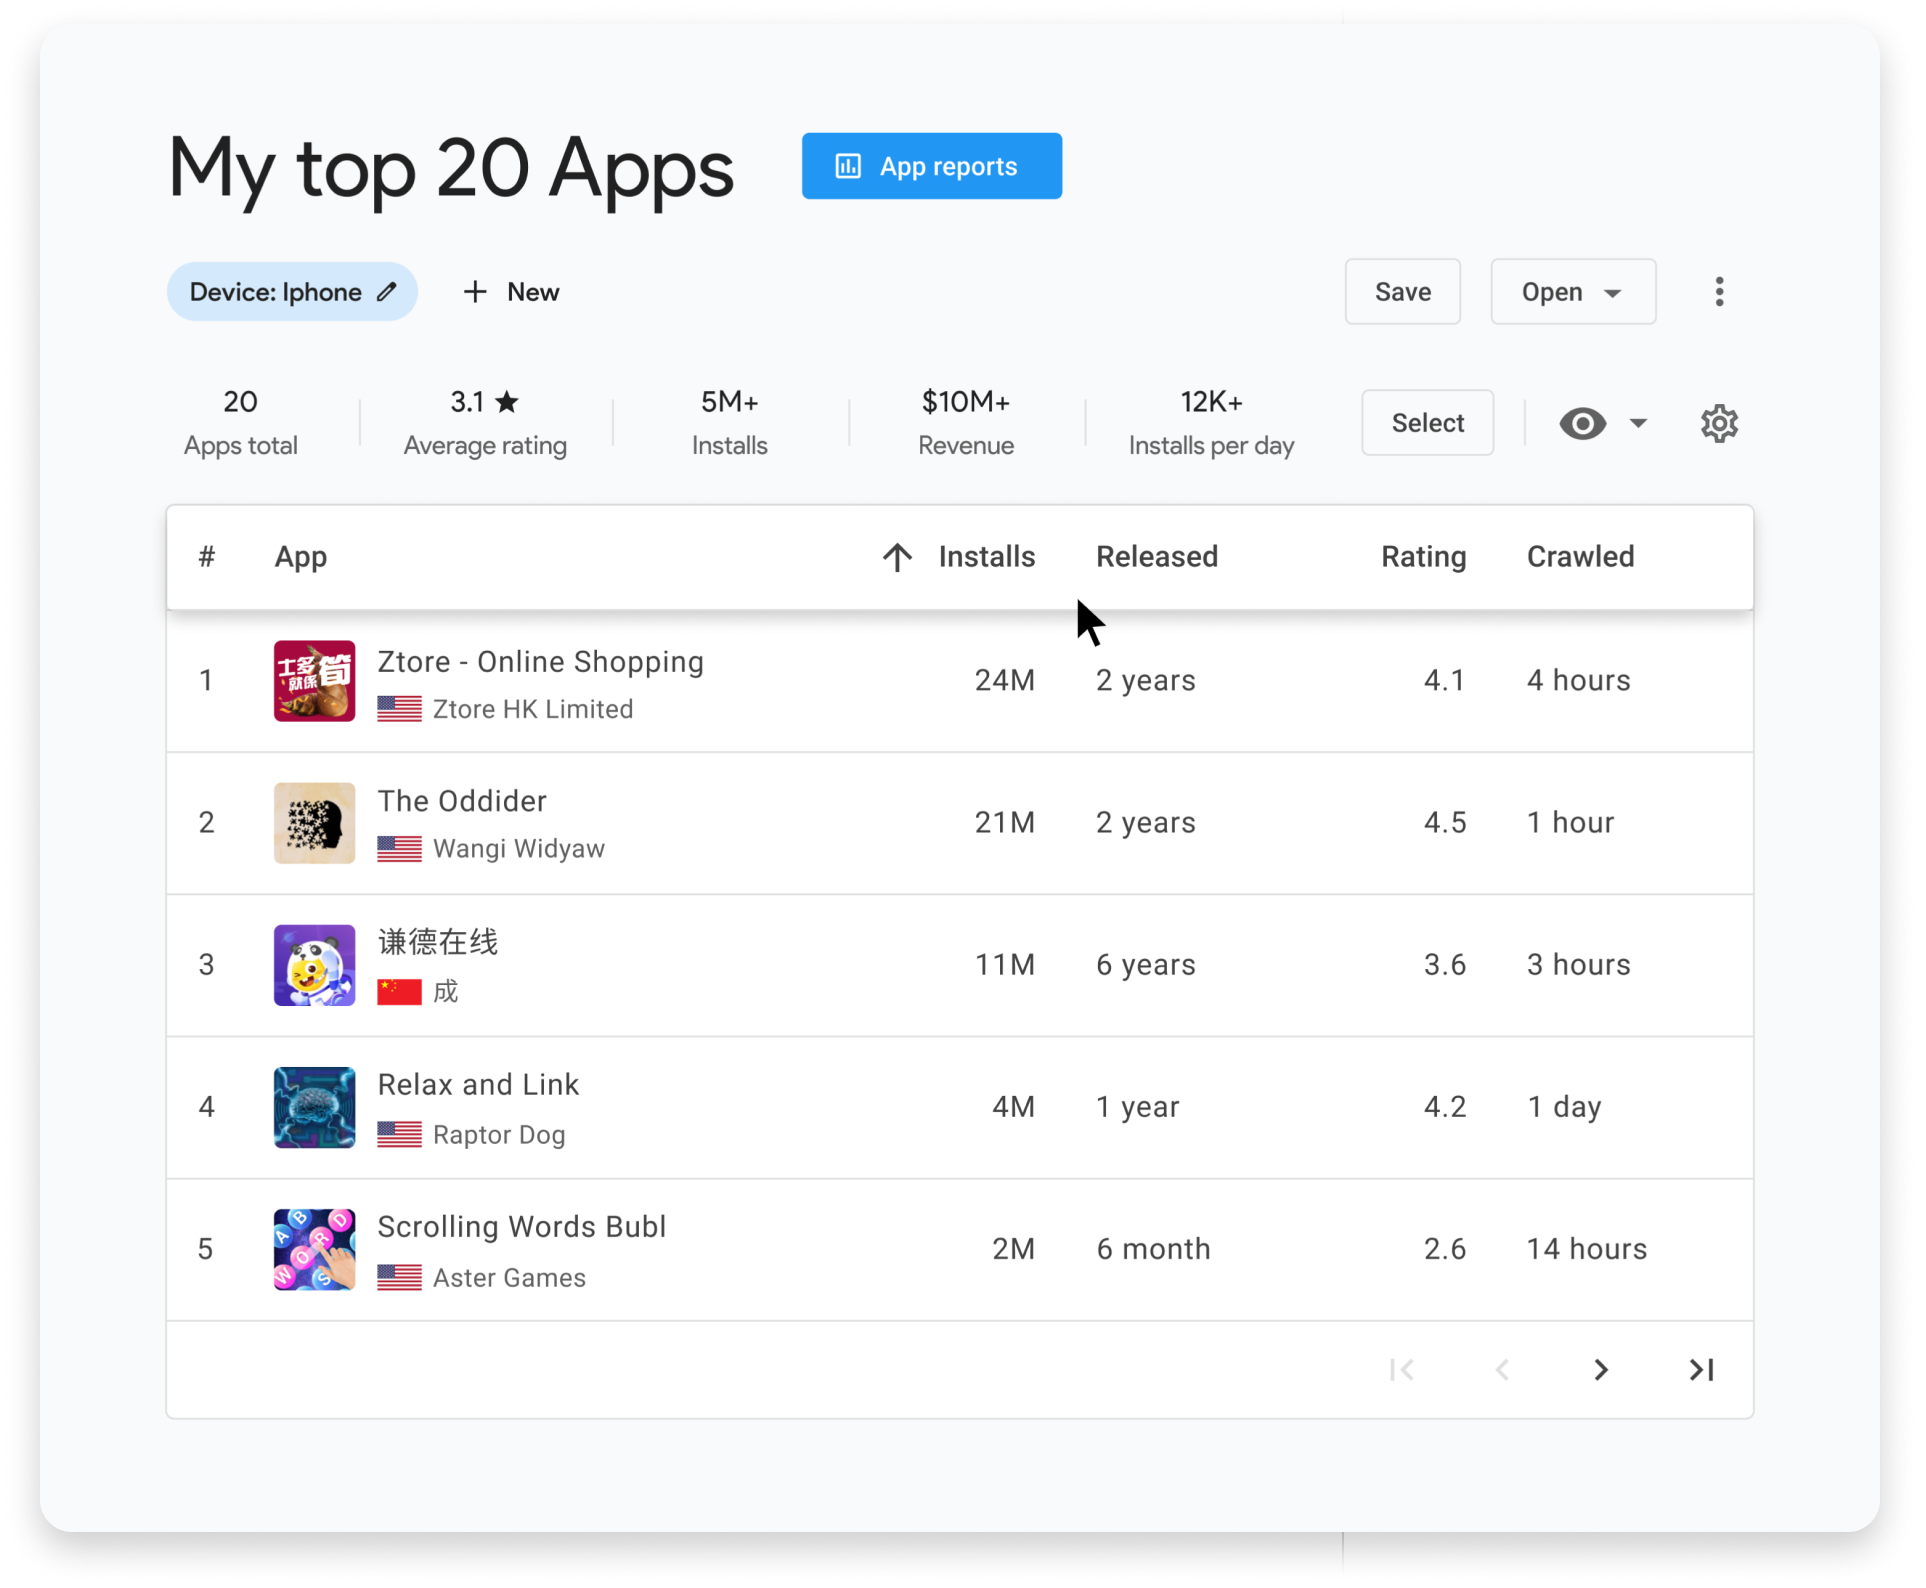 My top 20 Apps
App reports
Device: Iphone
New
Save
Open
20
Apps total
3.1
Average rating
5M+
Installs
$10M+
Revenue
12K+
Installs per day
Select
# App Installs Released Rating Crawled
士多
就係
筍
1
Ztore - Online Shopping
Ztore HK Limited
24M 2 years 4.1 4 hours
2
The Oddider
Wangi Widyaw
21M 2 years 4.5 1 hour
3
谦德在线
成
11M 6 years 3.6 3 hours
4
Relax and Link
Raptor Dog
4M 1 year 4.2 1 day
A B D
W O R
S
5
Scrolling Words Bubl
Aster Games
2M 6 month 2.6 14 hours